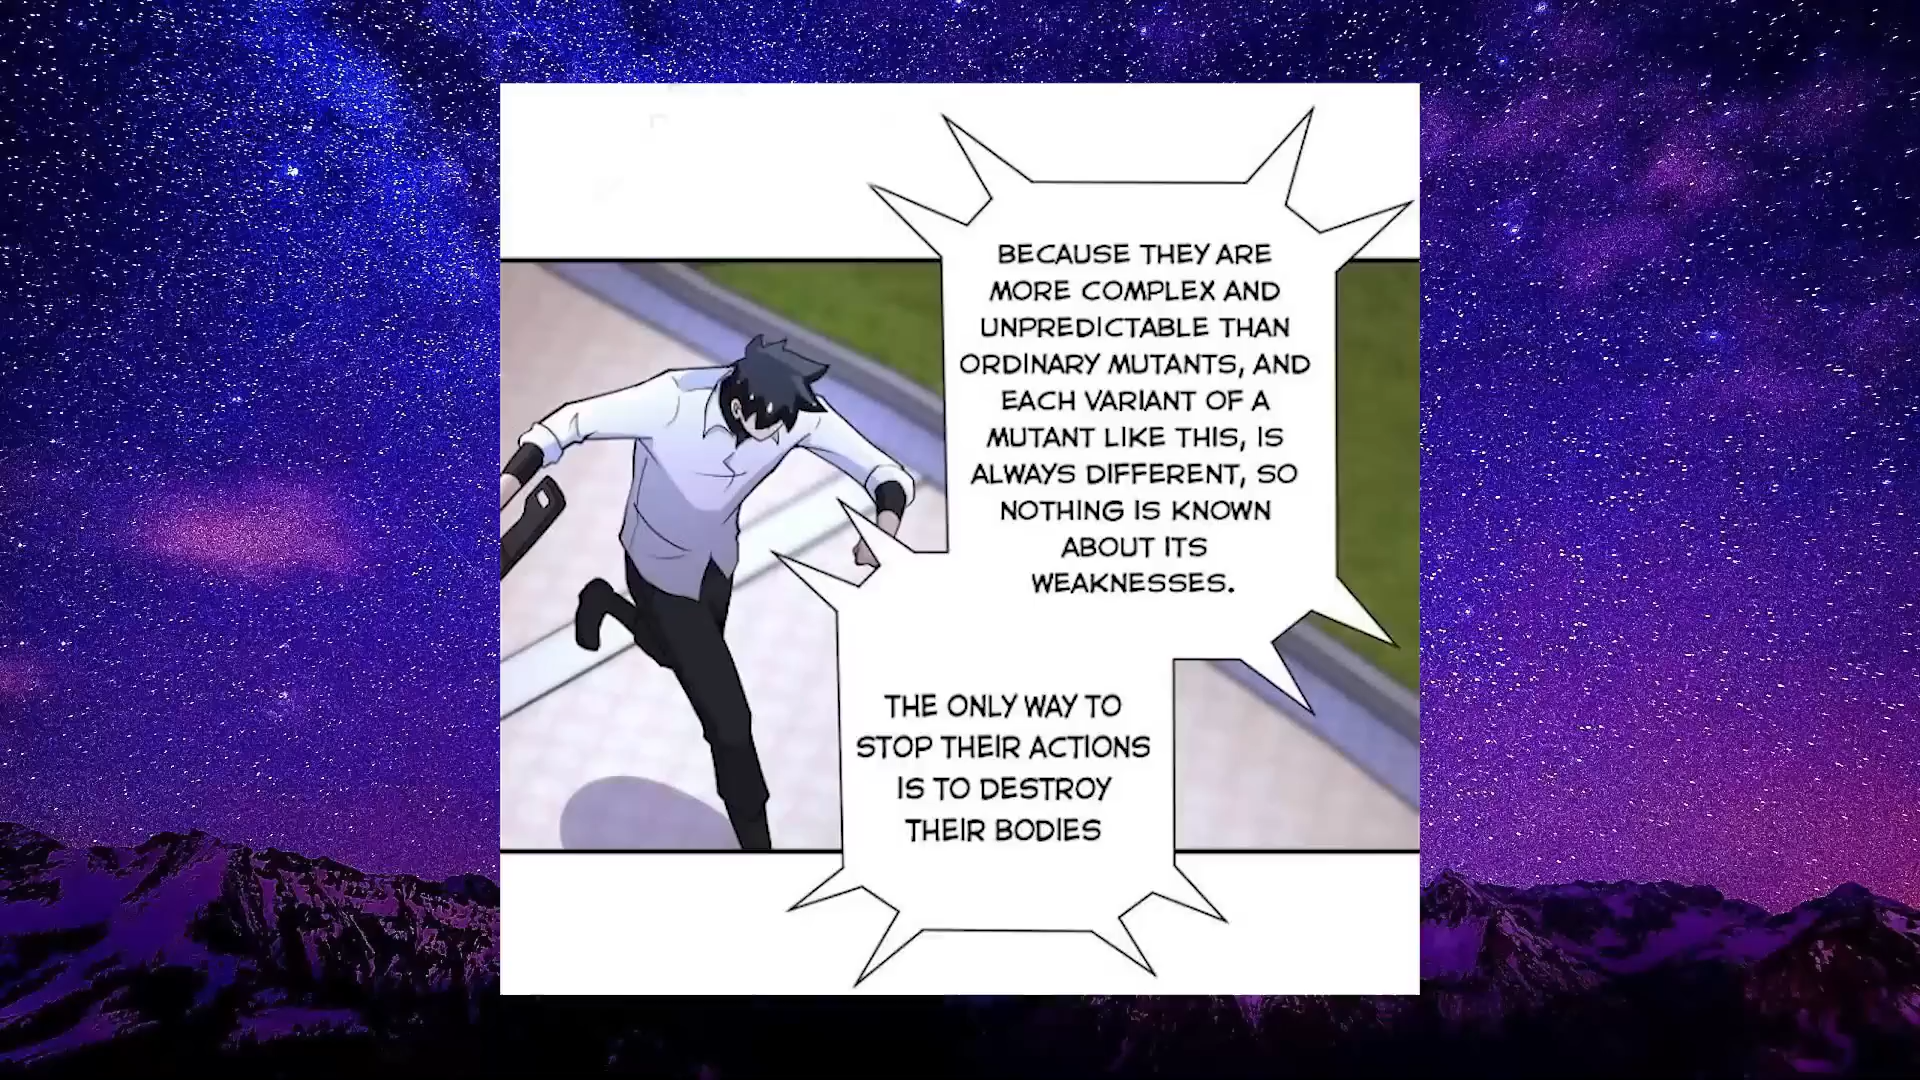 BECAUSE THEY ARE
MORE COMPLEX AND
UNPREDICTABLE THAN
ORDINARY MUTANTS, AND
EACH VARIANT OF A
MUTANT LIKE THIS, IS
ALWAYS DIFFERENT, SO
NOTHING IS KNOWN
ABOUT ITS
WEAKNESSES.
THE ONLY WAY TO
STOP THEIR ACTIONS
IS TO DESTROY
THEIR BODIES